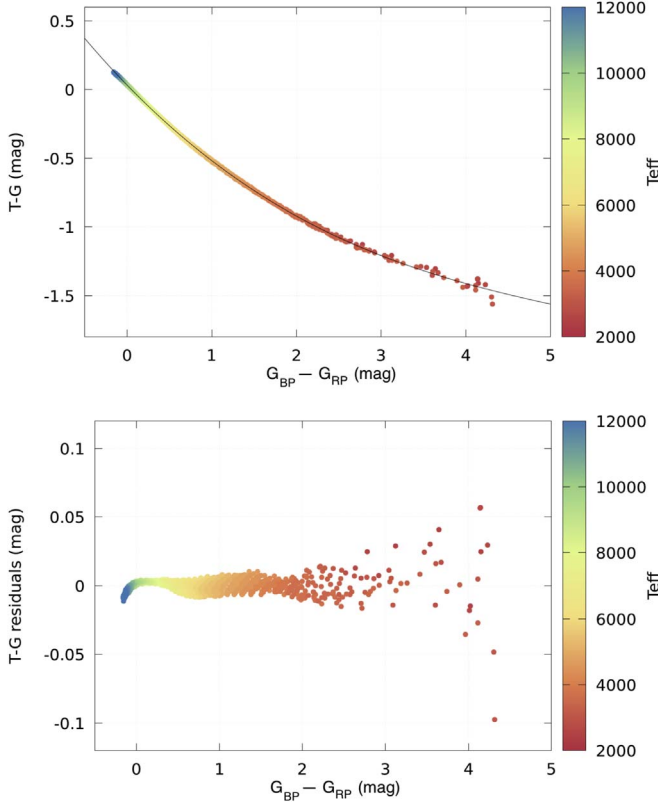 0.5
0
-0.5
-1
-1.5
T-G (mag)
0 1 2 3 4 5
G_BP — G_RP (mag)
12000
10000
8000
6000
4000
2000
Teff
0.1
0.05
0
-0.05
-0.1
T-G residuals (mag)
0 1 2 3 4 5
G_BP — G_RP (mag)
12000
10000
8000
6000
4000
2000
Teff